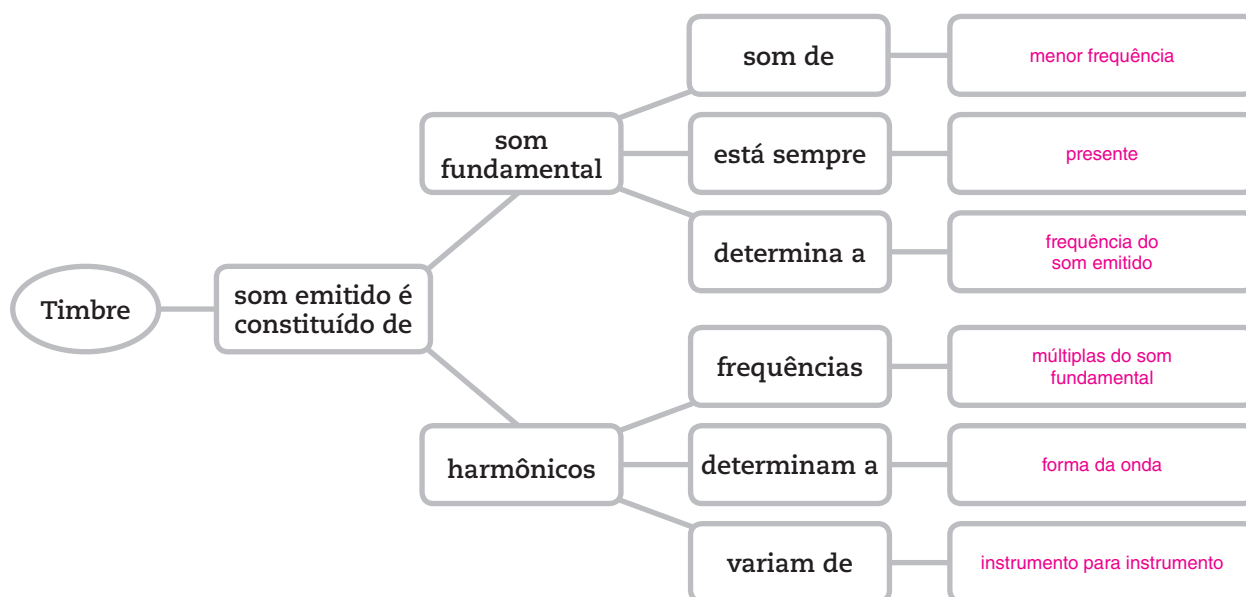 Timbre
som emitido é
constituído de
som
fundamental
som de
menor frequência
está sempre
presente
determina a
frequência do
som emitido
harmônicos
frequências
múltiplas do som
fundamental
determinam a
forma da onda
variam de
instrumento para instrumento